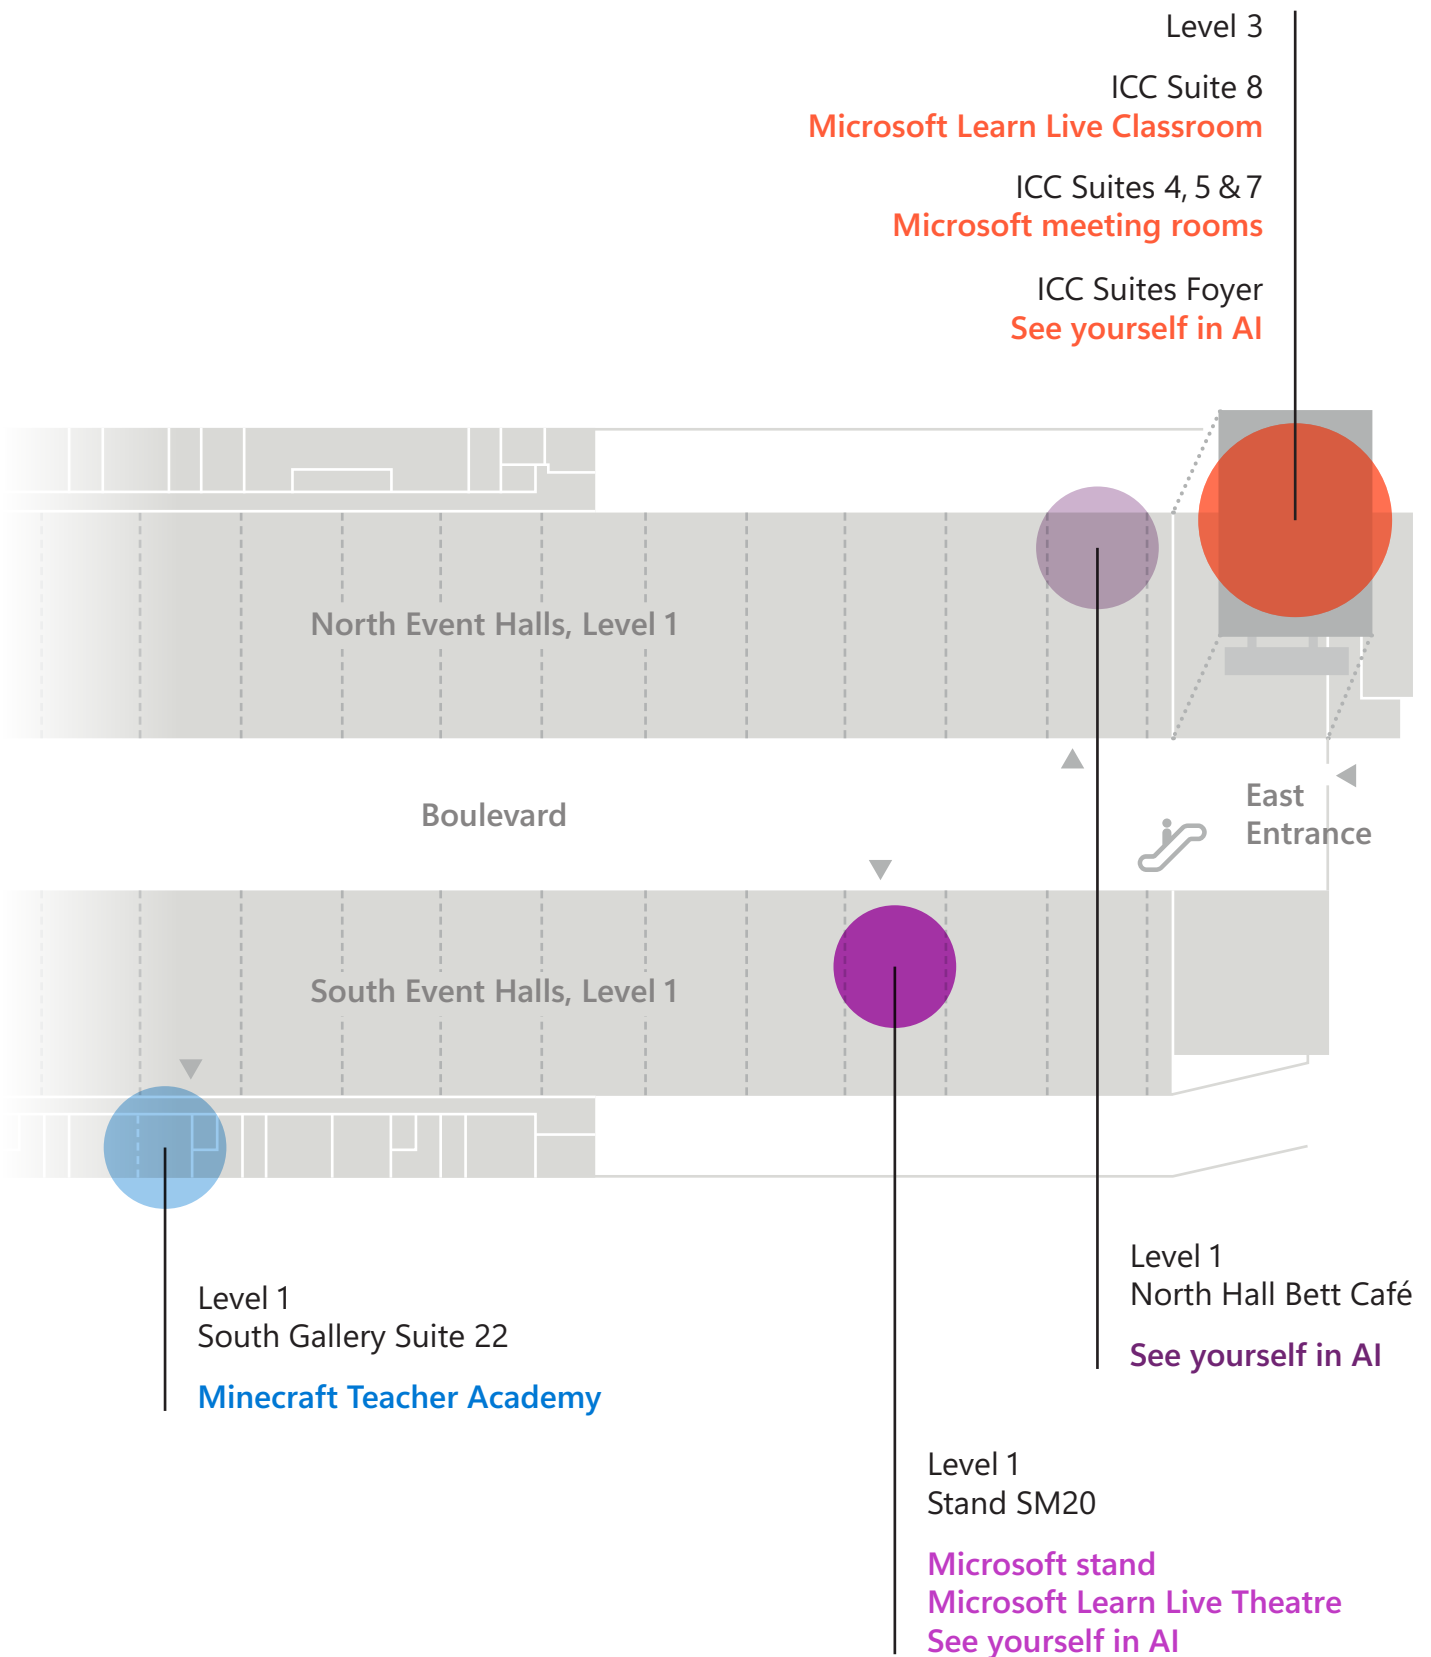 Level 3
ICC Suite 8
Microsoft Learn Live Classroom
ICC Suites 4, 5 & 7
Microsoft meeting rooms
ICC Suites Foyer
See yourself in AI
North Event Halls, Level 1
Boulevard
East
Entrance
South Event Halls, Level 1
Level 1
South Gallery Suite 22
Minecraft Teacher Academy
Level 1
North Hall Bett Café
See yourself in AI
Level 1
Stand SM20
Microsoft stand
Microsoft Learn Live Theatre
See yourself in AI